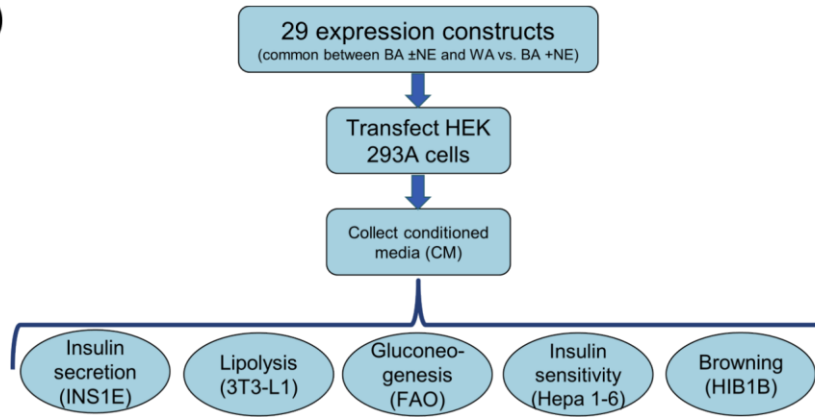 )
29 expression constructs
(common between BA ±NE and WA vs. BA +NE)
Transfect HEK
293A cells
Collect conditioned
media (CM)
Insulin
secretion
(INS1E)
Lipolysis
(3T3-L1)
Gluconeo-
genesis
(FAO)
Insulin
sensitivity
(Hepa 1-6)
Browning
(HIB1B)